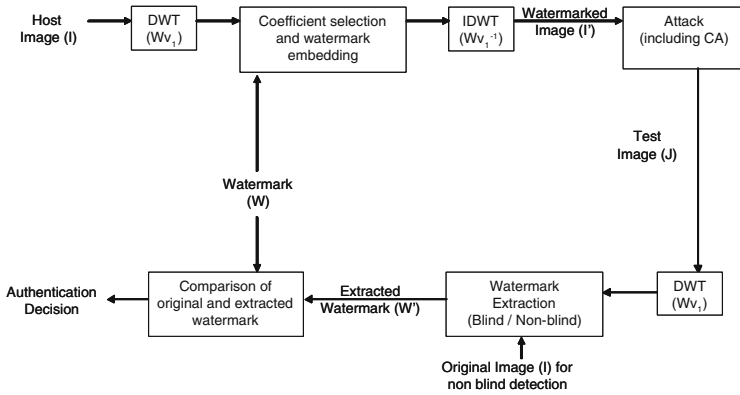 Host
Image (I)
DWT
(Wv₁)
Coefficient selection
and watermark
embedding
IDWT
(Wv₁⁻¹)
Watermarked
Image (I’)
Attack
(including CA)
Test
Image (J)
Watermark
(W)
Authentication
Decision
Comparison of
original and extracted
watermark
Extracted
Watermark (W’)
Watermark
Extraction
(Blind / Non-blind)
DWT
(Wv₁)
Original Image (I) for
non blind detection